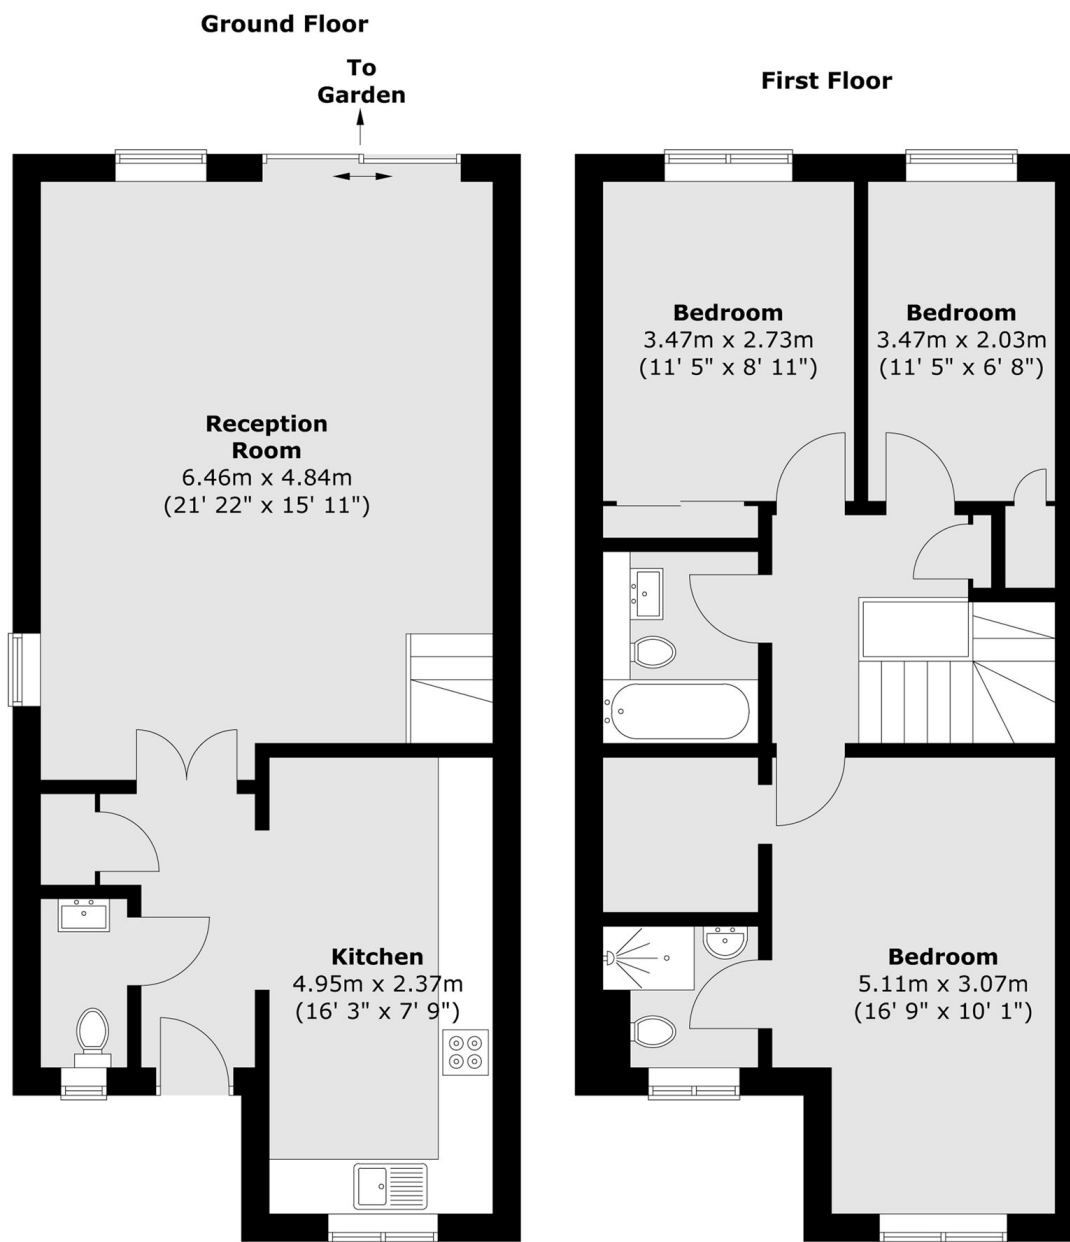 Ground Floor
To
Garden
Reception
Room
6.46m x 4.84m
(21' 22" x 15' 11")
Kitchen
4.95m x 2.37m
(16' 3" x 7' 9")
First Floor
Bedroom
3.47m x 2.73m
(11' 5" x 8' 11")
Bedroom
3.47m x 2.03m
(11' 5" x 6' 8")
Bedroom
5.11m x 3.07m
(16' 9" x 10' 1")